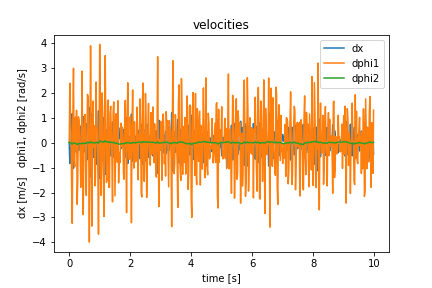 velocities
dx [m/s]   dphi1, dphi2 [rad/s]
4
3
2
1
0
−1
−2
−3
−4
dx
dphi1
dphi2
0
2
4
6
8
10
time [s]